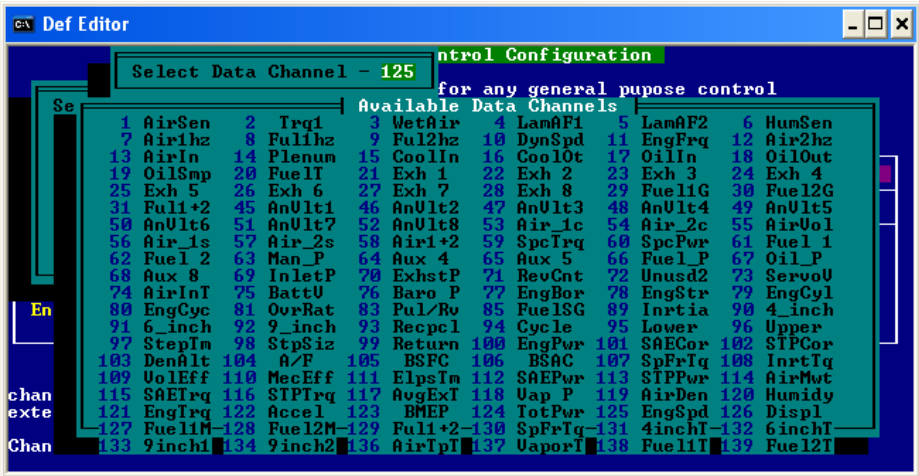 Def Editor
ntrol Configuration
Select Data Channel - 125
for any general pupose control
Se
Available Data Channels
1 AirSen 2 Trq1 3 WetAir 4 LamAF1 5 LamAF2 6 HumSen
7 Air1hz 8 Ful1hz 9 Ful2hz 10 DynSpd 11 EngFrq 12 Air2hz
13 AirIn 14 Plenum 15 CoolIn 16 CoolOt 17 OilIn 18 OilOut
19 OilSmp 20 FuelT 21 Exh 1 22 Exh 2 23 Exh 3 24 Exh 4
25 Exh 5 26 Exh 6 27 Exh 7 28 Exh 8 29 Fuel1G 30 Fuel2G
31 Ful1+2 45 AnVlt1 46 AnVlt2 47 AnVlt3 48 AnVlt4 49 AnVlt5
50 AnVlt6 51 AnVlt7 52 AnVlt8 53 Air_1c 54 Air_2c 55 AirVol
56 Air_1s 57 Air_2s 58 Air1+2 59 SpcTrq 60 SpcPwr 61 Fuel 1
62 Fuel 2 63 Man_P 64 Aux 4 65 Aux 5 66 Fuel_P 67 Oil_P
68 Aux 8 69 InletP 70 ExhstP 71 RevCnt 72 Unusd2 73 ServoV
74 AirInT 75 BattV 76 Baro P 77 EngBor 78 EngStr 79 EngCyl
En 80 EngCyc 81 OvrRat 83 Pul/Rv 85 FuelSG 89 Inrtia 90 4_inch
91 6_inch 92 9_inch 93 Recpcl 94 Cycle 95 Lower 96 Upper
97 StepTm 98 StpSiz 99 Return 100 EngPwr 101 SAECor 102 STPCor
103 DenAlt 104 A/F 105 BSFC 106 BSAC 107 SpFrTq 108 InrtTq
109 VolEff 110 MecEff 111 ElpsTm 112 SAEPwr 113 STPPwr 114 AirMwt
chan 115 SAETrq 116 STPTrq 117 AvgExT 118 Vap P 119 AirDen 120 Humidy
exte 121 EngTrq 122 Accel 123 BMEP 124 TotPwr 125 EngSpd 126 Displ
127 Fuel1M 128 Fuel2M 129 Ful1+2 130 SpFrTq 131 4inchT 132 6inchT
Chan 133 9inch1 134 9inch2 136 AirTpT 137 VaporT 138 Fuel1T 139 Fuel2T